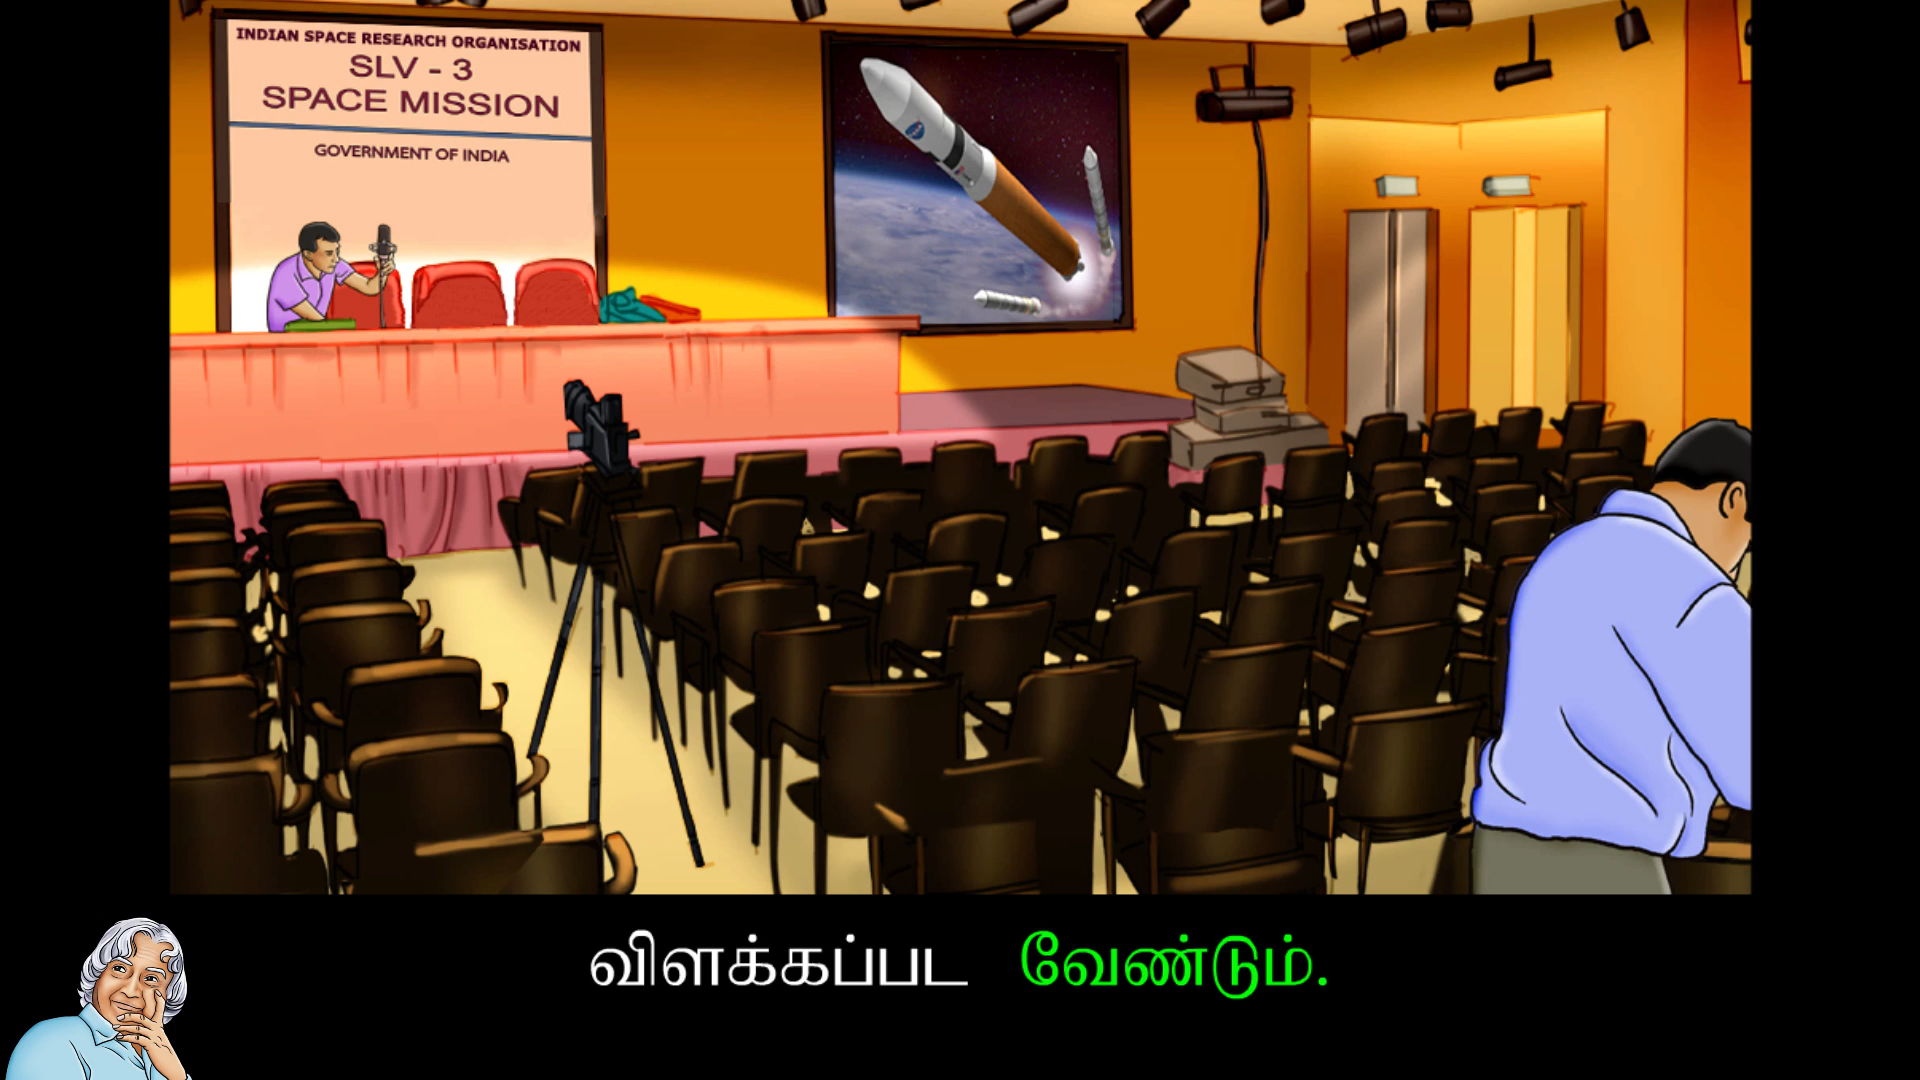 INDIAN SPACE RESEARCH ORGANISATION
SLV - 3
SPACE MISSION
GOVERNMENT OF INDIA
விளக்கப்பட வேண்டும்.